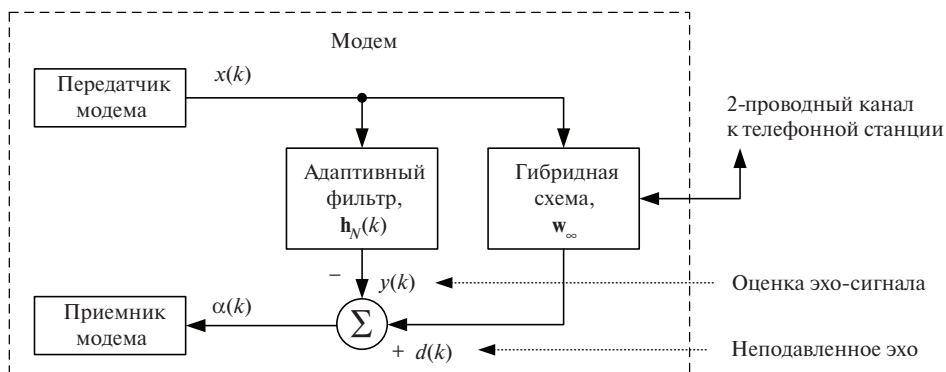 Модем
Передатчик
модема
x(k)
2-проводный канал
к телефонной станции
Адаптивный
фильтр,
h_N(k)
Гибридная
схема,
w_∞
− y(k)
Оценка эхо-сигнала
Приемник
модема
α(k)
Σ
+ d(k)
Неподавленное эхо